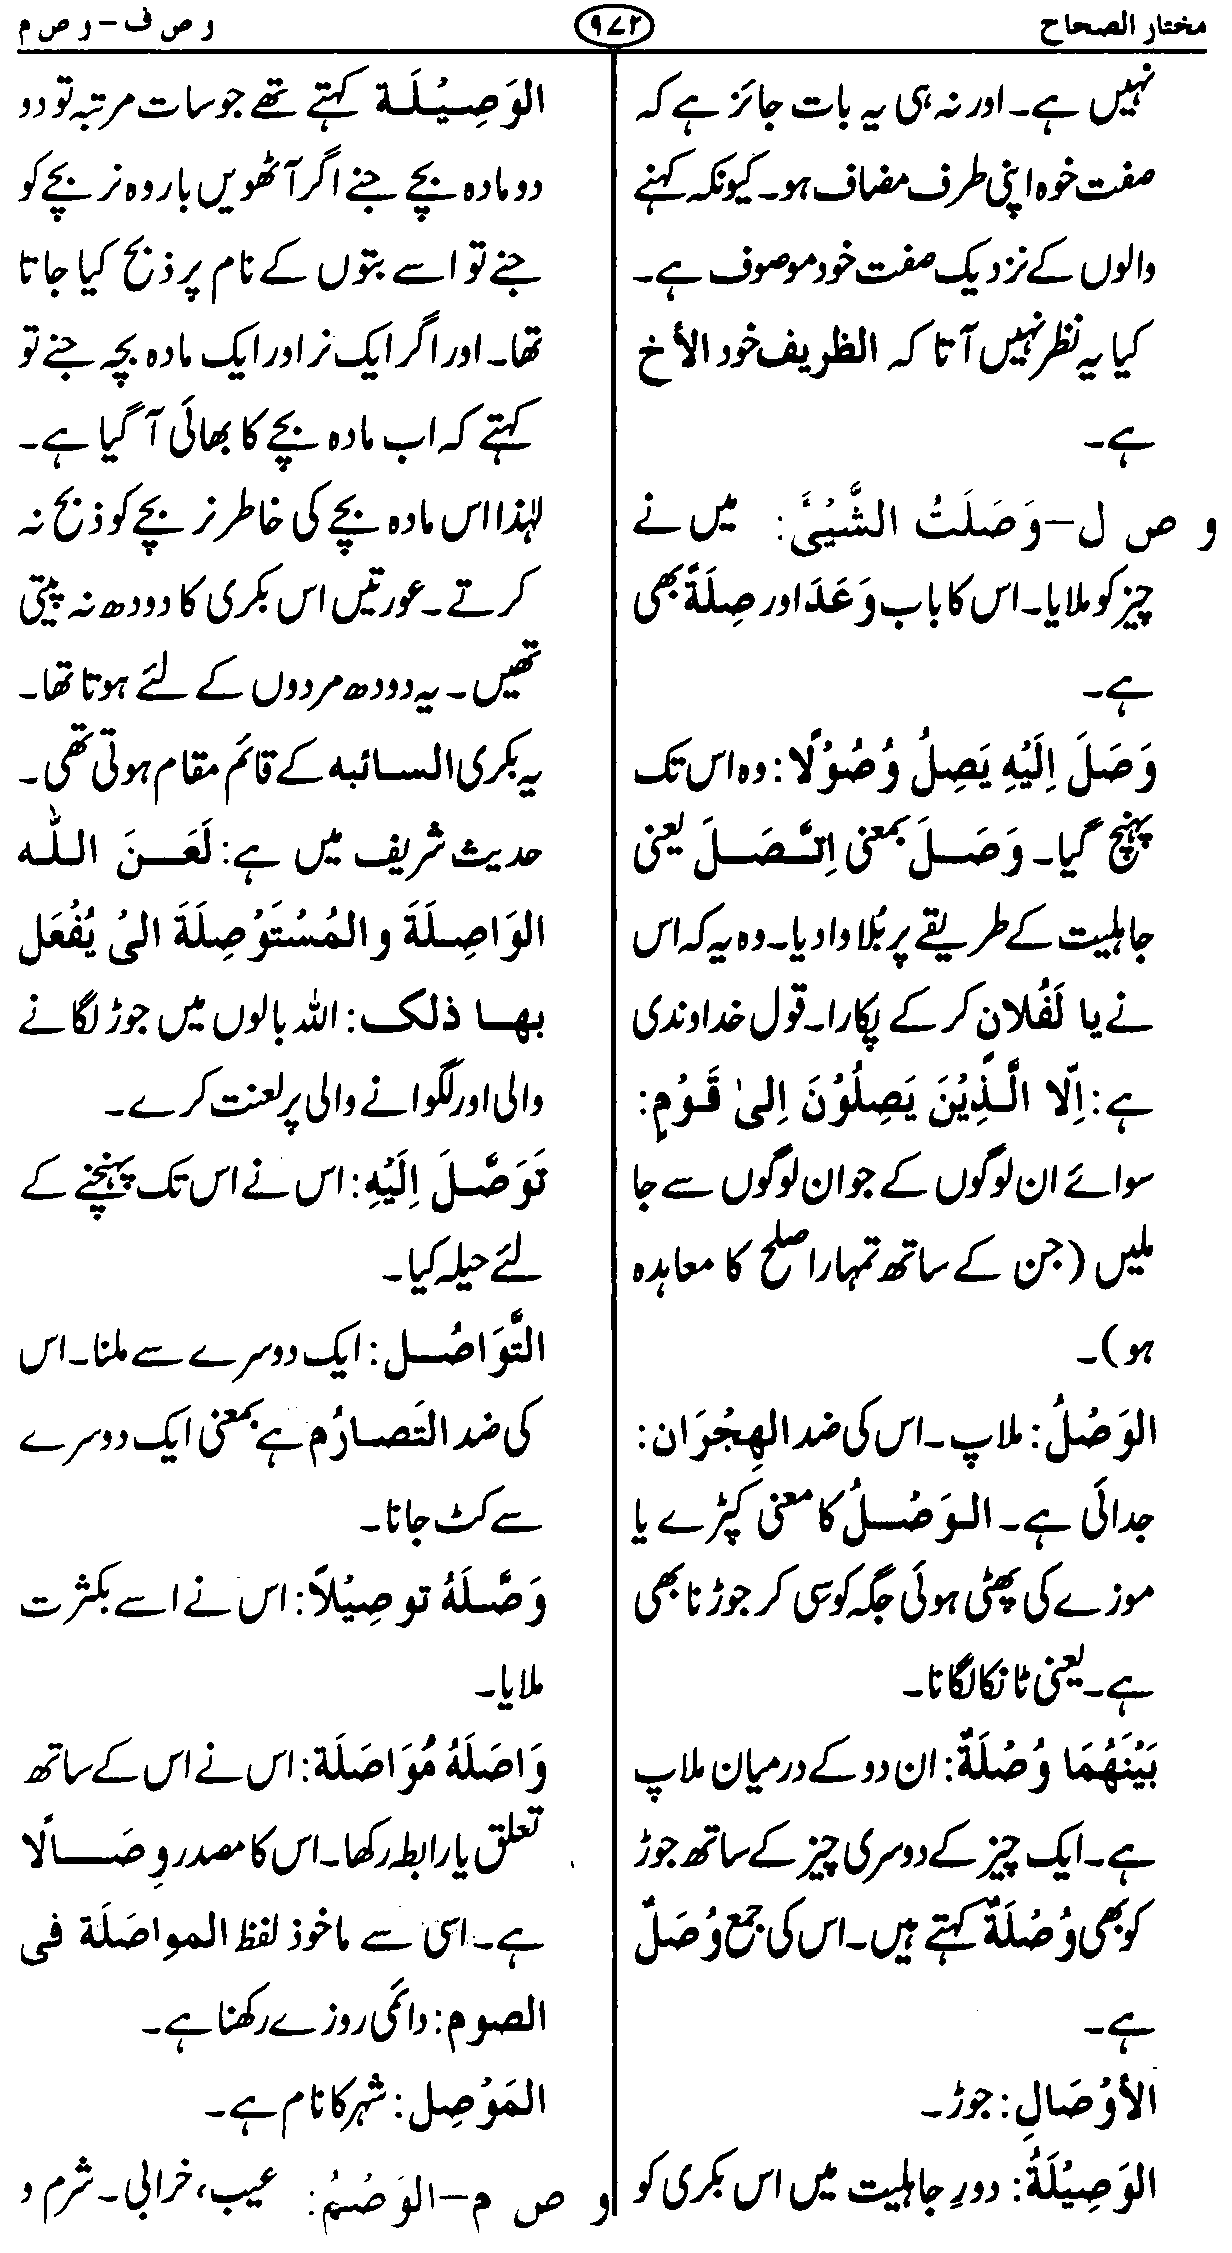 مختار الصحاح
۹۷۲
و ص ف – و ص م
نہیں ہے۔ اور نہ ہی یہ بات جائز ہے کہ
صفت خوہ اپنی طرف مضاف ہو۔ کیونکہ کہنے
والوں کے نزدیک صفت خود موصوف ہے۔
کیا یہ نظر نہیں آتا کہ الظریف خود الأخ
ہے۔
و ص ل – وَصَلَتُ الشَّیْئَ: میں نے
چیز کو ملایا۔ اس کا باب وَعَدَ اور صِلَةً بھی
ہے۔
وَصَلَ اِلَیْهِ یَصِلُ وُصُوْلًا: وہ اس تک
پہنچ گیا۔ وَصَلَ بمعنی اِتَّصَلَ یعنی
جاہلیت کے طریقے پر بُلاوا دیا۔ وہ یہ کہ اس
نے یا لَفُلان کر کے پکارا۔ قول خداوندی
ہے: اِلّا الَّذِیْنَ یَصِلُوْنَ اِلیٰ قَوْمٍ:
سوائے ان لوگوں کے جو ان لوگوں سے جا
ملیں (جن کے ساتھ تمہارا صلح کا معاہدہ
ہو)۔
الوَصْلُ: ملاپ۔ اس کی ضد الهِجْرَان:
جدائی ہے۔ الوَصْلُ کا معنی کپڑے یا
موزے کی پھٹی ہوئی جگہ کو سی کر جوڑنا بھی
ہے۔ یعنی ٹانکا لگانا۔
بَیْنَهُمَا وُصْلَةٌ: ان دو کے درمیان ملاپ
ہے۔ ایک چیز کے دوسری چیز کے ساتھ جوڑ
کو بھی وُصْلَةٌ کہتے ہیں۔ اس کی جمع وُصَلٌ
ہے۔
الأوْصَالِ: جوڑ۔
الوَصِیْلَةُ: دورِ جاہلیت میں اس بکری کو
الوَصِیْلَة کہتے تھے جو سات مرتبہ تو دو
دو مادہ بچے جنے اگر آٹھویں بار وہ نر بچے کو
جنے تو اسے بتوں کے نام پر ذبح کیا جاتا
تھا۔ اور اگر ایک نر اور ایک مادہ بچہ جنے تو
کہتے کہ اب مادہ بچے کا بھائی آ گیا ہے۔
لہٰذا اس مادہ بچے کی خاطر نر بچے کو ذبح نہ
کرتے۔ عورتیں اس بکری کا دودھ نہ پیتی
تھیں۔ یہ دودھ مردوں کے لئے ہوتا تھا۔
یہ بکری السائبه کے قائم مقام ہوتی تھی۔
حدیث شریف میں ہے: لَعَنَ اللّٰه
الوَاصِلَةَ والمُسْتَوْصِلَةَ الیْ یُفْعَل
بها ذلک: اللہ بالوں میں جوڑ لگانے
والی اور لگوانے والی پر لعنت کرے۔
تَوَصَّلَ اِلَیْهِ: اس نے اس تک پہنچنے کے
لئے حیلہ کیا۔
التَّوَاصُل: ایک دوسرے سے ملنا۔ اس
کی ضد التَصارُم ہے بمعنی ایک دوسرے
سے کٹ جانا۔
وَصَّلَهُ توصِیْلاً: اس نے اسے بکثرت
ملایا۔
وَاصَلَهُ مُوَاصَلَة: اس نے اس کے ساتھ
تعلق یا رابطہ رکھا۔ اس کا مصدر وِصَالًا
ہے۔ اسی سے ماخوذ لفظ المواصَلَة فی
الصوم: دائمی روزے رکھنا ہے۔
المَوْصِل: شہر کا نام ہے۔
و ص م – الوَصْمُ: عیب، خرابی۔ شرم و